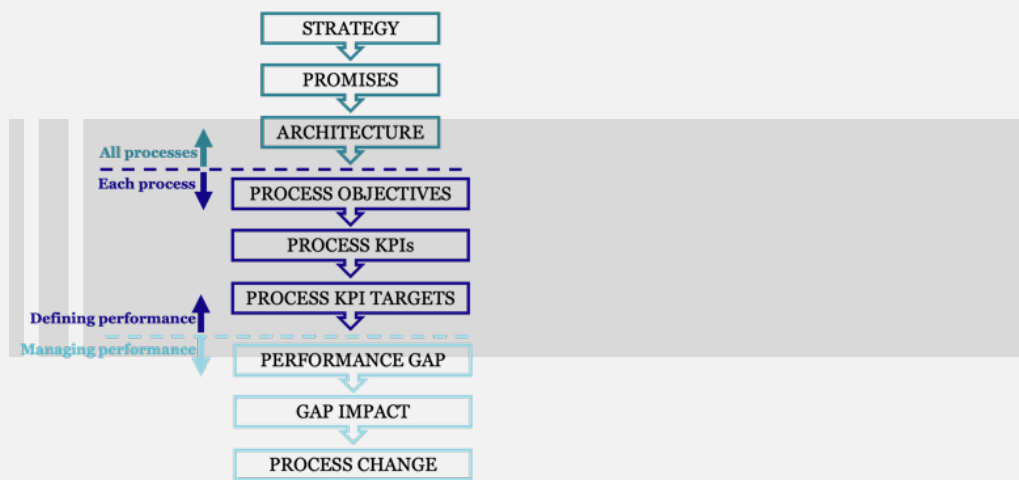 STRATEGY
PROMISES
ARCHITECTURE
All processes
Each process
PROCESS OBJECTIVES
PROCESS KPIs
PROCESS KPI TARGETS
Defining performance
Managing performance
PERFORMANCE GAP
GAP IMPACT
PROCESS CHANGE